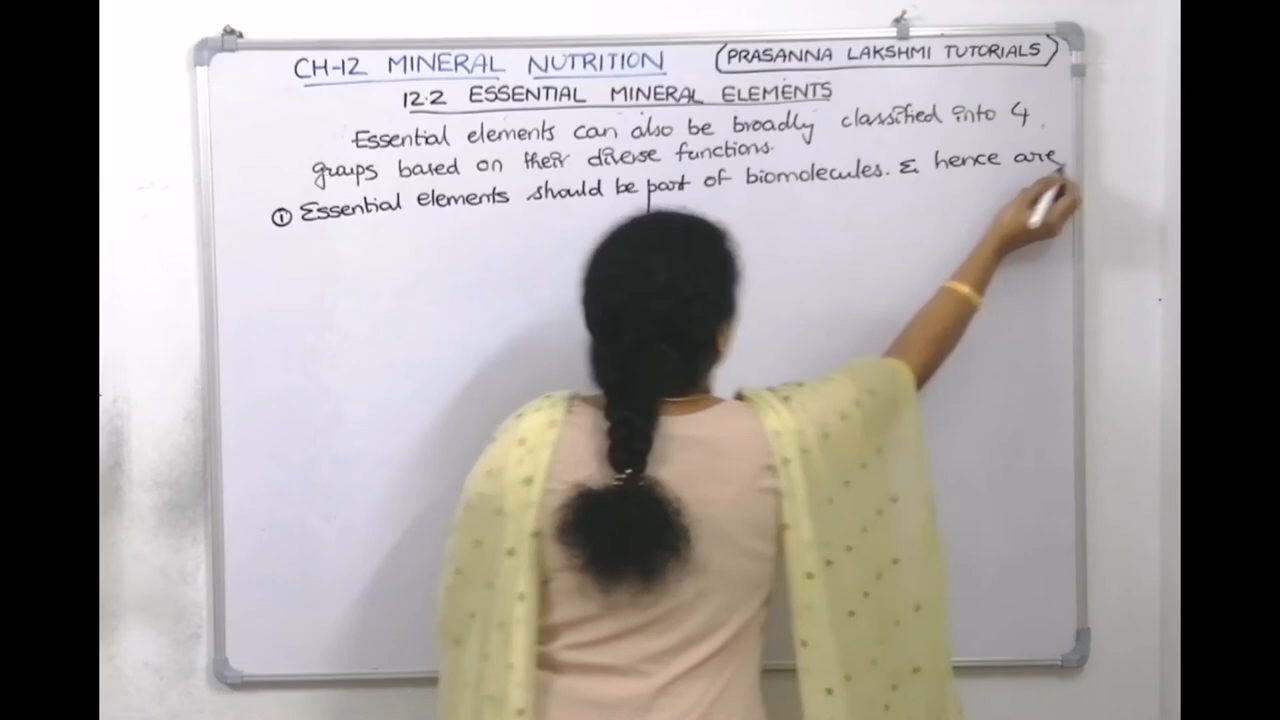 CH-12 MINERAL NUTRITION (PRASANNA LAKSHMI TUTORIALS)
12.2 ESSENTIAL MINERAL ELEMENTS
Essential elements can also be broadly classified into 4
groups based on their diverse functions.
① Essential elements should be part of biomolecules. & hence are